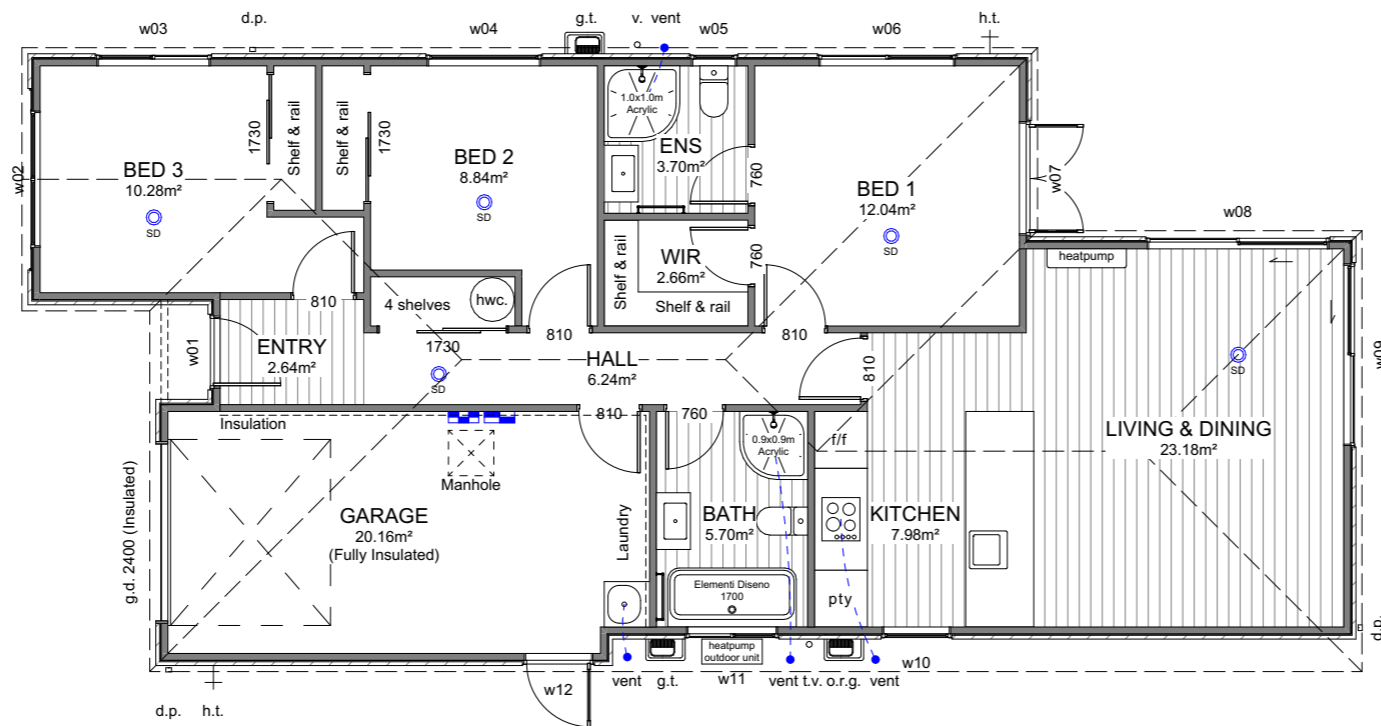 d.p.
g.t.
v. vent
h.t.
w03
w04
w05
w06
1.0x1.0m
Acrylic
Shelf & rail
Shelf & rail
1730
1730
BED 3
10.28m²
SD
BED 2
8.84m²
SD
ENS
3.70m²
760
BED 1
12.04m²
SD
w02
w07
w08
WIR
2.66m²
760
Shelf & rail
Shelf & rail
heatpump
4 shelves
hwc.
810
1730
810
810
810
w01
ENTRY
2.64m²
SD
HALL
6.24m²
SD
w09
Insulation
810
760
0.9x0.9m
Acrylic
f/f
LIVING & DINING
23.18m²
Manhole
g.d. 2400 (Insulated)
GARAGE
20.16m²
(Fully Insulated)
Laundry
BATH
5.70m²
KITCHEN
7.98m²
Elementi Diseno
1700
pty
d.p.
heatpump
outdoor unit
w10
w12
vent
g.t.
w11
vent
t.v.
o.r.g.
vent
d.p.
h.t.